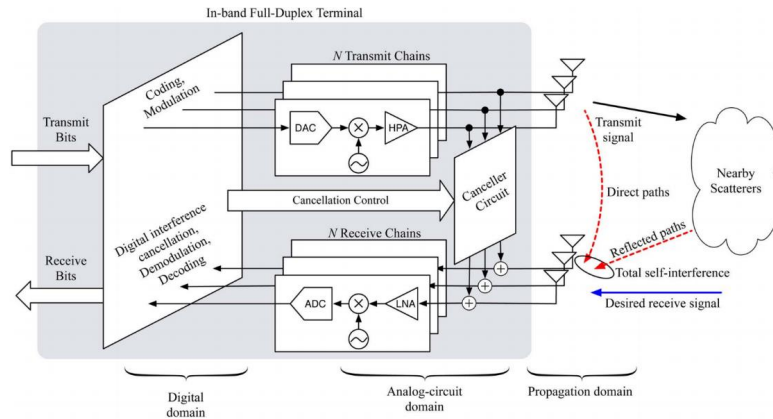 In-band Full-Duplex Terminal
N Transmit Chains
Coding,
Modulation
Transmit
Bits
DAC
HPA
Transmit
signal
Nearby
Scatterers
Direct paths
Canceller
Circuit
Cancellation Control
Digital interference
cancellation,
Demodulation,
Decoding
Receive
Bits
N Receive Chains
ADC
LNA
Reflected paths
Total self-interference
Desired receive signal
Digital
domain
Analog-circuit
domain
Propagation domain